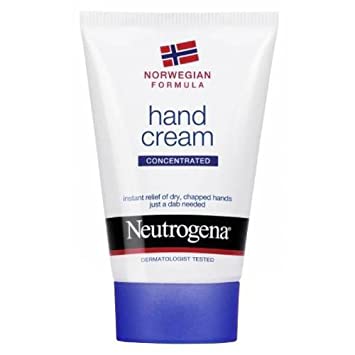 NORWEGIAN
FORMULA
hand
cream
CONCENTRATED
instant relief of dry, chapped hands
just a dab needed
Neutrogena®
DERMATOLOGIST TESTED